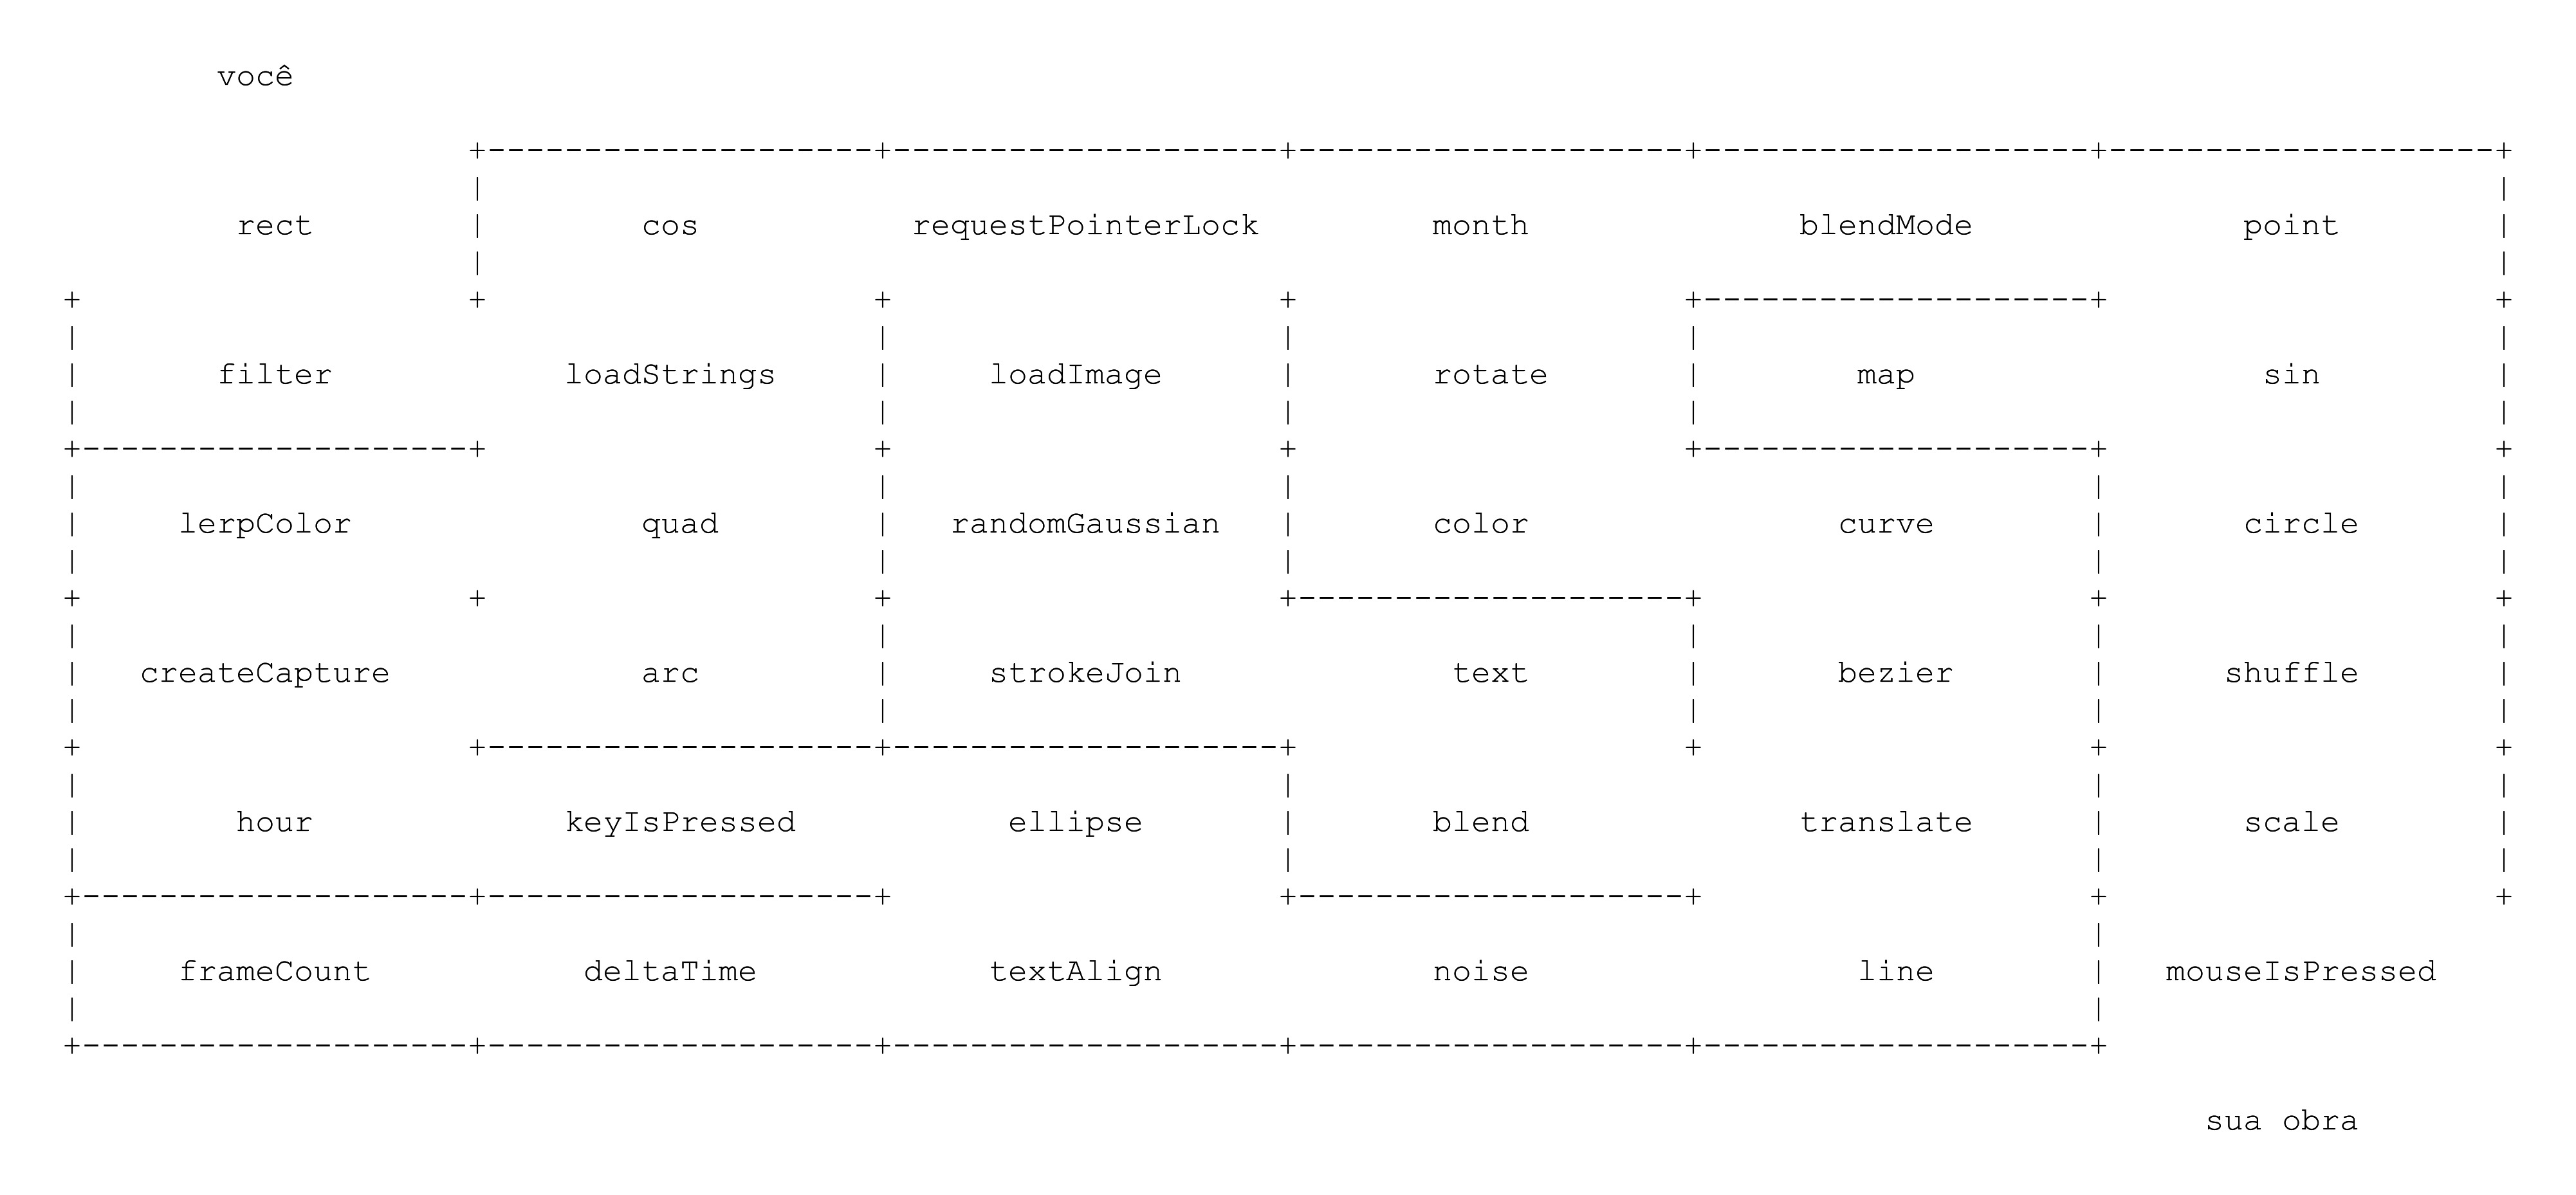 você
rect cos requestPointerLock month blendMode point
filter loadStrings loadImage rotate map sin
lerpColor quad randomGaussian color curve circle
createCapture arc strokeJoin text bezier shuffle
hour keyIsPressed ellipse blend translate scale
frameCount deltaTime textAlign noise line mouseIsPressed
sua obra